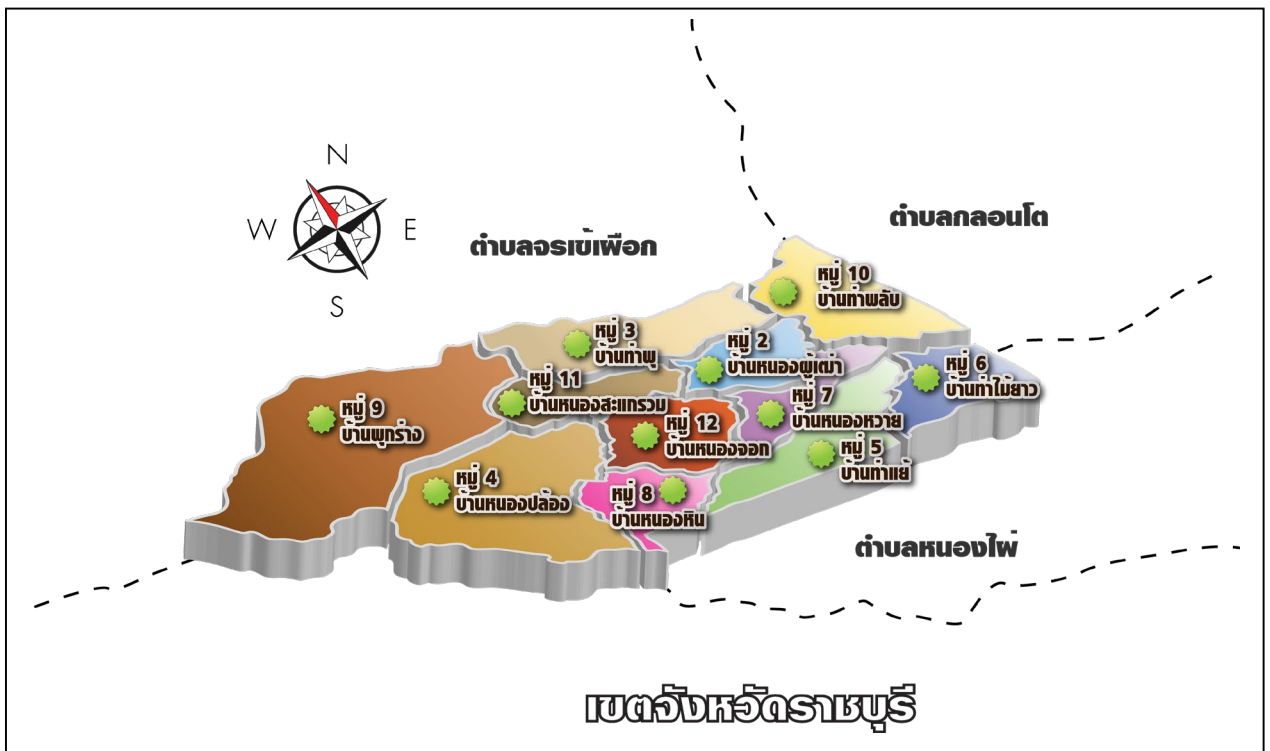 N
W
E
S
ตำบลจรเข้เผือก
ตำบลกลอนโด
หมู่ 10
บ้านท่าพลับ
หมู่ 3
บ้านท่าพุ
หมู่ 2
บ้านหนองผู้เฒ่า
หมู่ 6
บ้านท่าไม้ยาว
หมู่ 11
บ้านหนองสะแกรวม
หมู่ 7
บ้านหนองหวาย
หมู่ 9
บ้านพุทร่าง
หมู่ 12
บ้านหนองจอก
หมู่ 5
บ้านท่าแย้
หมู่ 4
บ้านหนองปล้อง
หมู่ 8
บ้านหนองหิน
ตำบลหนองไผ่
เขตจังหวัดราชบุรี